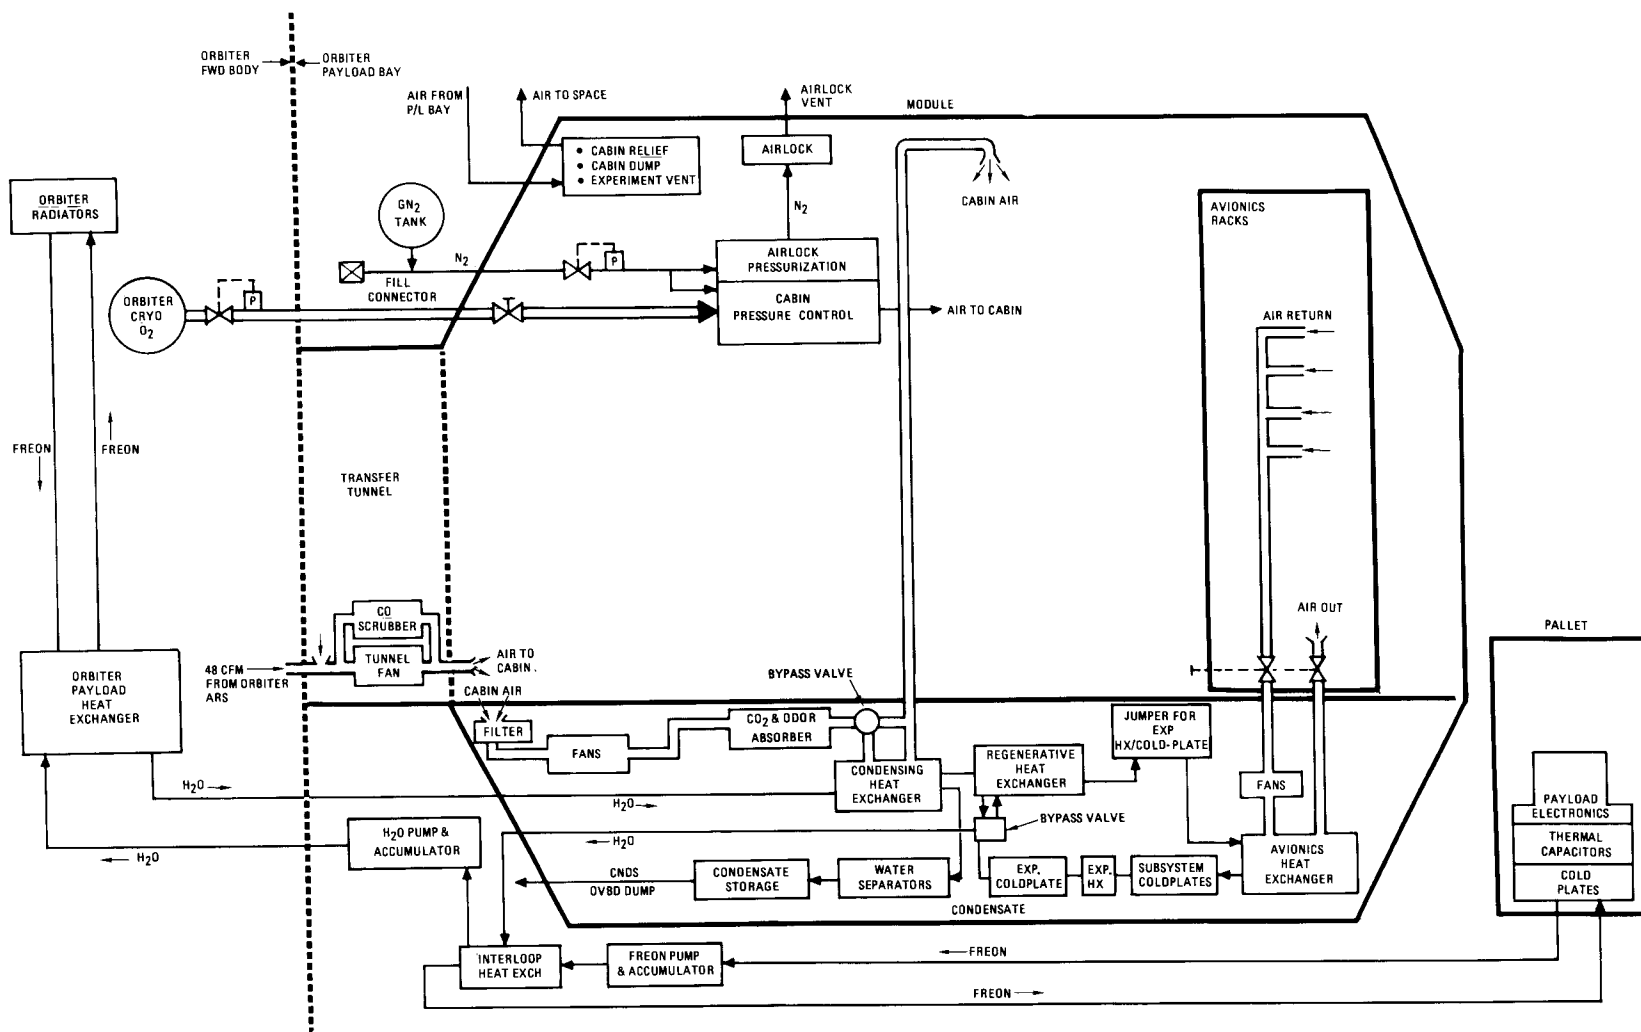 ORBITER
FWD BODY
ORBITER
PAYLOAD BAY
AIR FROM
P/L BAY
AIR TO SPACE
AIRLOCK
VENT
MODULE
• CABIN RELIEF
• CABIN DUMP
• EXPERIMENT VENT
AIRLOCK
CABIN AIR
ORBITER
RADIATORS
GN2
TANK
N2
AVIONICS
RACKS
N2
P
AIRLOCK
PRESSURIZATION
FILL
CONNECTOR
ORBITER
CRYO
O2
P
CABIN
PRESSURE CONTROL
AIR TO CABIN
AIR RETURN
FREON
FREON
TRANSFER
TUNNEL
CO
SCRUBBER
AIR OUT
PALLET
48 CFM
FROM ORBITER
ARS
TUNNEL
FAN
AIR TO
CABIN.
ORBITER
PAYLOAD
HEAT
EXCHANGER
BYPASS VALVE
CABIN AIR
FILTER
FANS
CO2 & ODOR
ABSORBER
JUMPER FOR
EXP
HX/COLD-PLATE
REGENERATIVE
HEAT
EXCHANGER
CONDENSING
HEAT
EXCHANGER
FANS
H2O
H2O
PAYLOAD
ELECTRONICS
THERMAL
CAPACITORS
COLD
PLATES
BYPASS VALVE
H2O PUMP &
ACCUMULATOR
H2O
H2O
AVIONICS
HEAT
EXCHANGER
CNDS
OVBD DUMP
CONDENSATE
STORAGE
WATER
SEPARATORS
EXP.
COLDPLATE
EXP.
HX
SUBSYSTEM
COLDPLATES
CONDENSATE
INTERLOOP
HEAT EXCH
FREON PUMP
& ACCUMULATOR
FREON
FREON